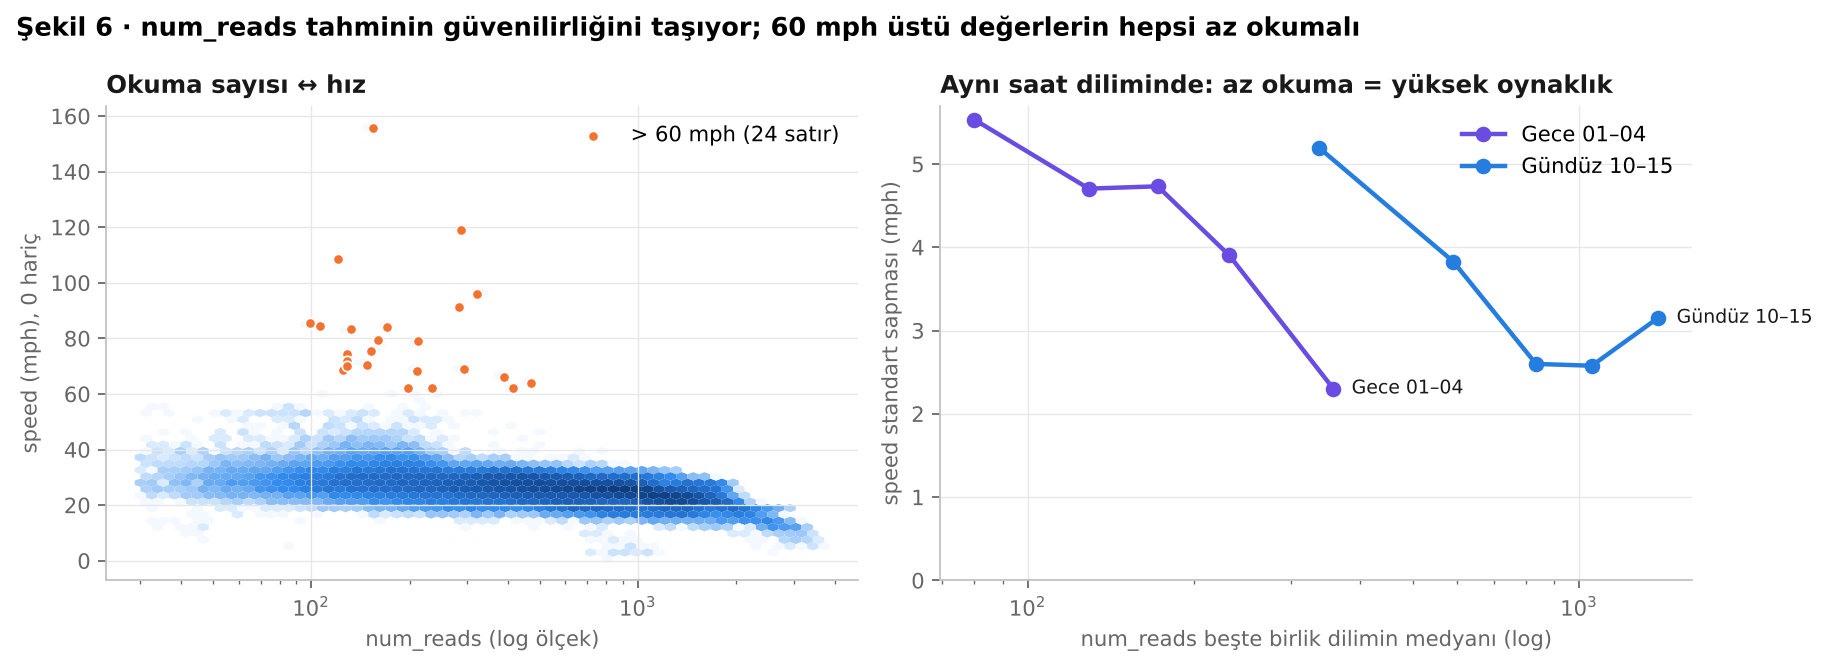 Şekil 6 · num_reads tahminin güvenilirliğini taşıyor; 60 mph üstü değerlerin hepsi az okumalı
Okuma sayısı ↔ hız
speed (mph), 0 hariç
160
140
120
100
80
60
40
20
0
> 60 mph (24 satır)
10²
10³
num_reads (log ölçek)
Aynı saat diliminde: az okuma = yüksek oynaklık
speed standart sapması (mph)
5
4
3
2
1
0
Gece 01–04
Gündüz 10–15
Gündüz 10–15
Gece 01–04
10²
10³
num_reads beşte birlik dilimin medyanı (log)